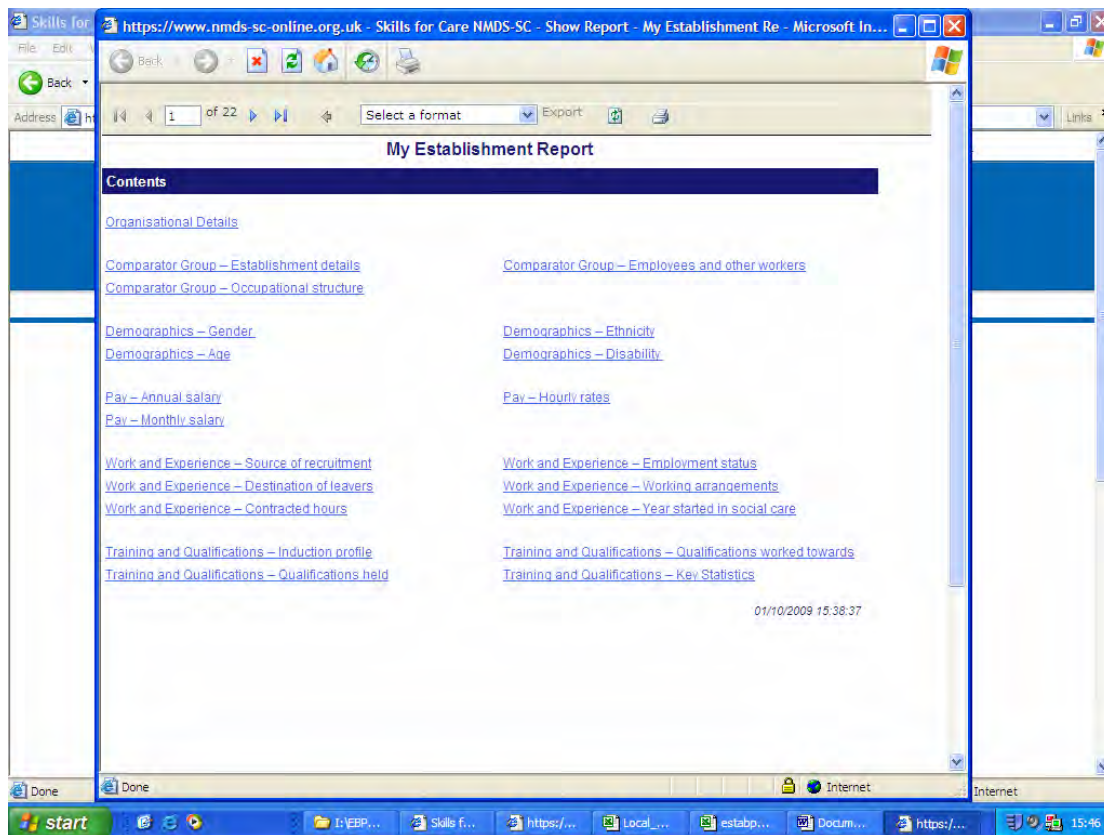 Skills for
https://www.nmds-sc-online.org.uk - Skills for Care NMDS-SC - Show Report - My Establishment Re - Microsoft In...
File Edit
Back
Back
Address
1 of 22 Select a format Export
Links
My Establishment Report
Contents
Organisational Details
Comparator Group – Establishment details Comparator Group – Employees and other workers
Comparator Group – Occupational structure
Demographics – Gender Demographics – Ethnicity
Demographics – Age Demographics – Disability
Pay – Annual salary Pay – Hourly rates
Pay – Monthly salary
Work and Experience – Source of recruitment Work and Experience – Employment status
Work and Experience – Destination of leavers Work and Experience – Working arrangements
Work and Experience – Contracted hours Work and Experience – Year started in social care
Training and Qualifications – Induction profile Training and Qualifications – Qualifications worked towards
Training and Qualifications – Qualifications held Training and Qualifications – Key Statistics
01/10/2009 15:38:37
Done Done Internet Internet
start I:\EBP... Skills f... https:/... Local_... estabp... Docum... https:/... 15:46